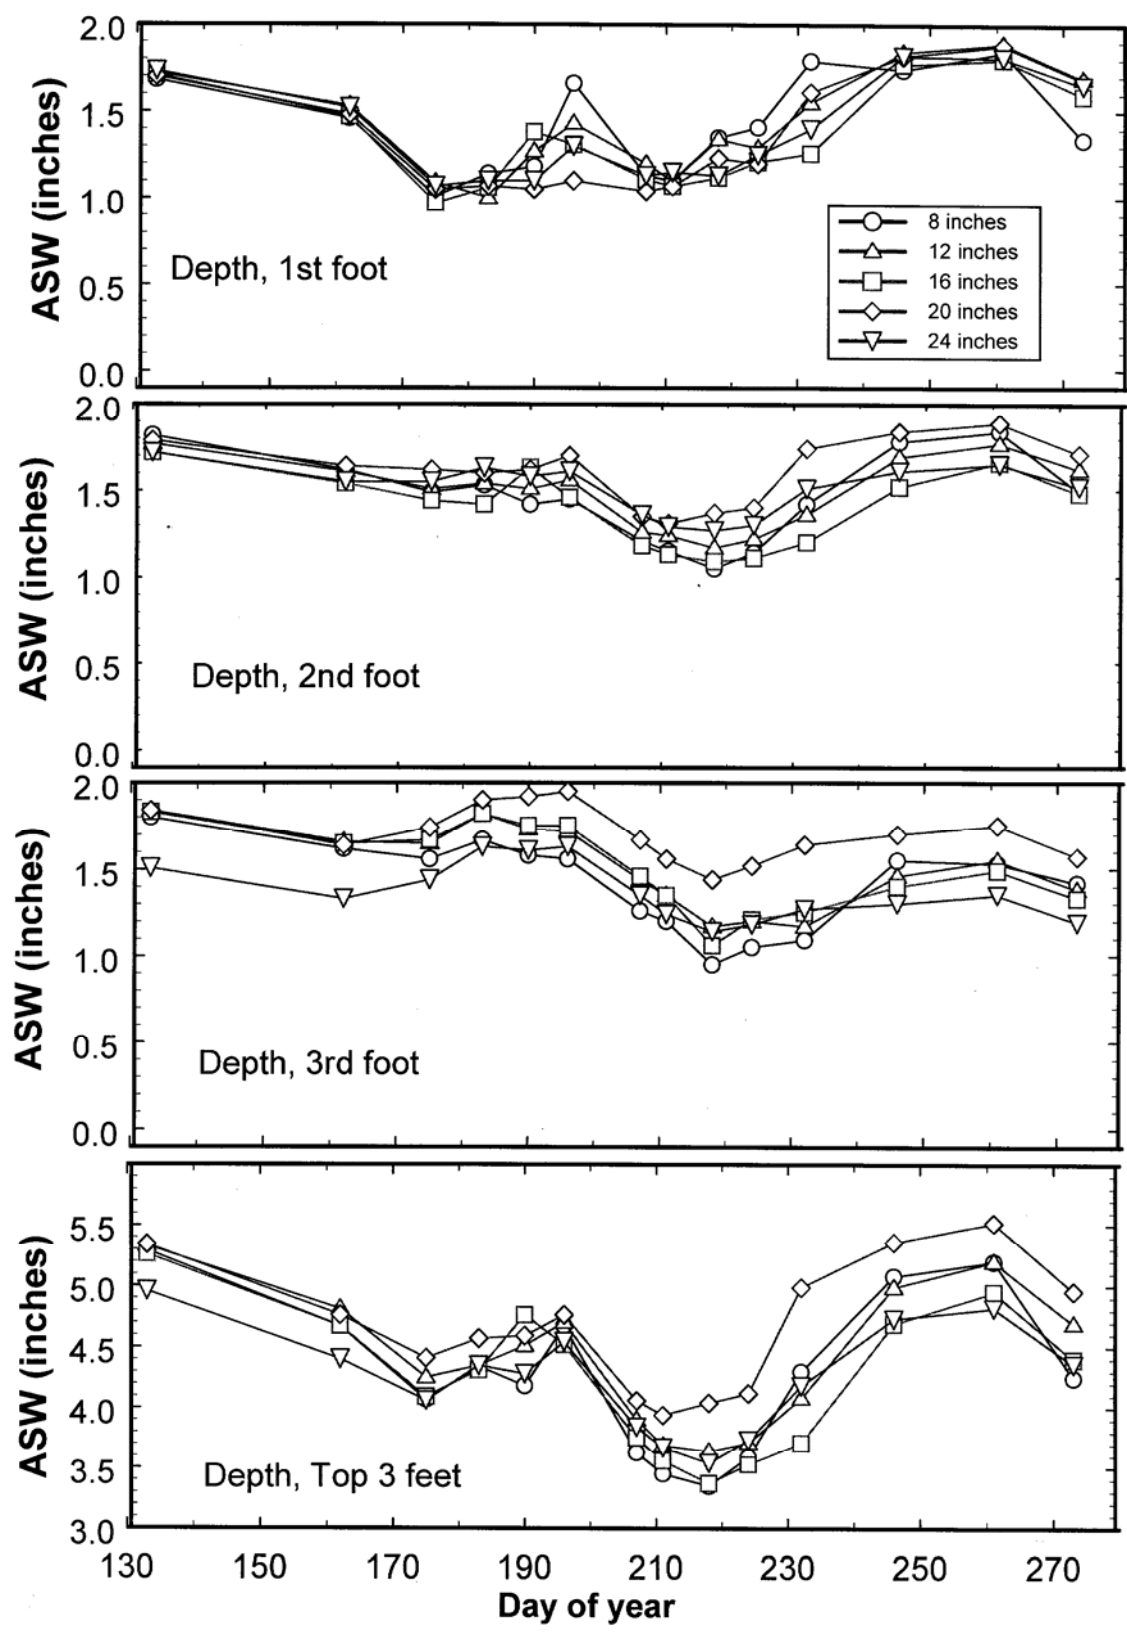 2.0
1.5
1.0
0.5
0.0
ASW (inches)
Depth, 1st foot
8 inches
12 inches
16 inches
20 inches
24 inches
2.0
1.5
1.0
0.5
0.0
ASW (inches)
Depth, 2nd foot
2.0
1.5
1.0
0.5
0.0
ASW (inches)
Depth, 3rd foot
5.5
5.0
4.5
4.0
3.5
3.0
ASW (inches)
Depth, Top 3 feet
130 150 170 190 210 230 250 270
Day of year